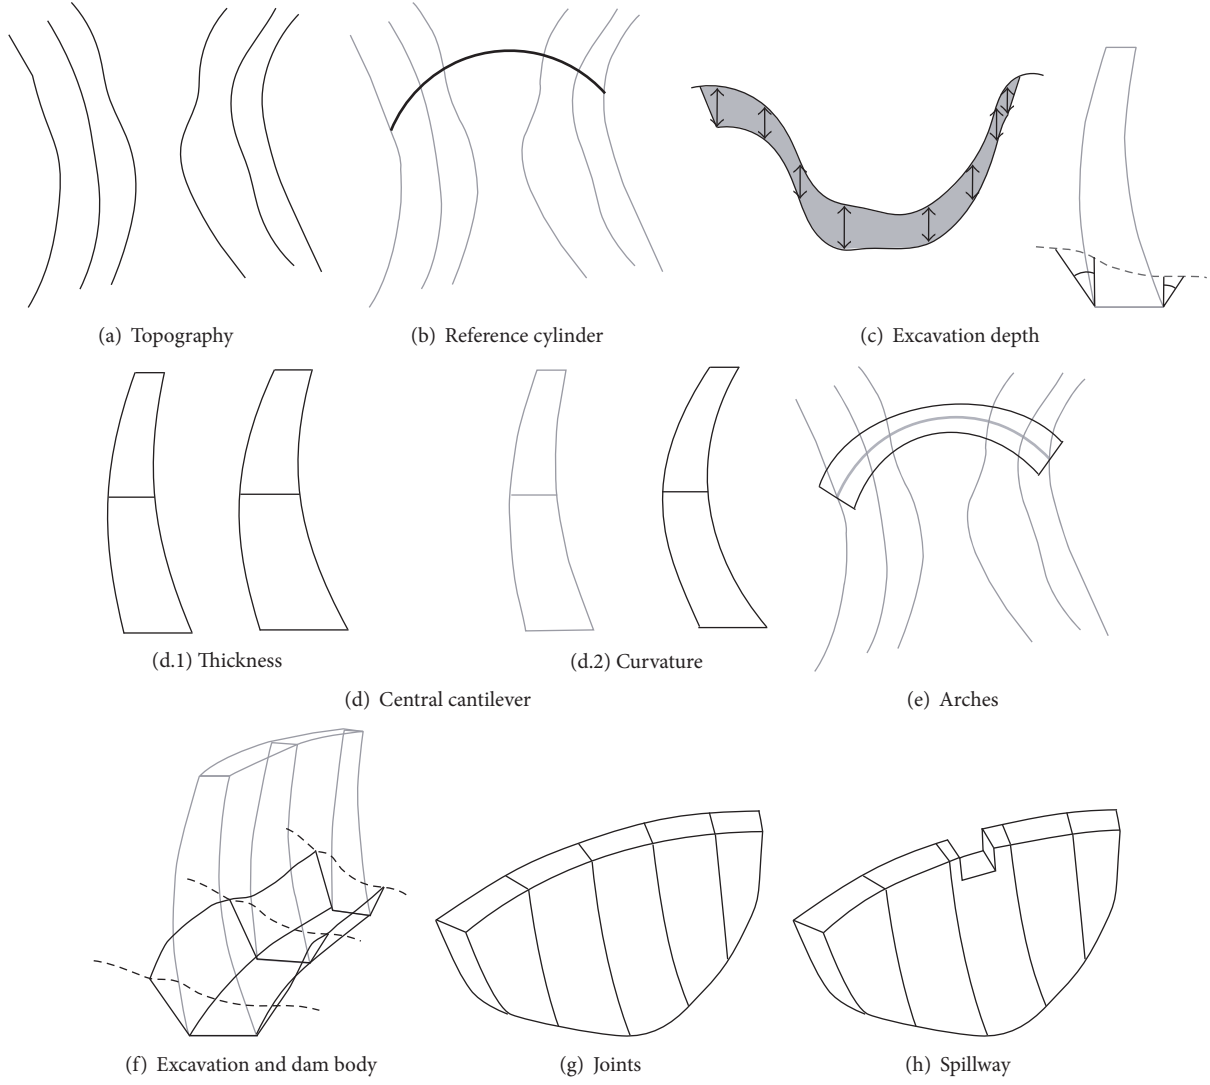 (a) Topography
(b) Reference cylinder
(c) Excavation depth
(d.1) Thickness
(d.2) Curvature
(d) Central cantilever
(e) Arches
(f) Excavation and dam body
(g) Joints
(h) Spillway